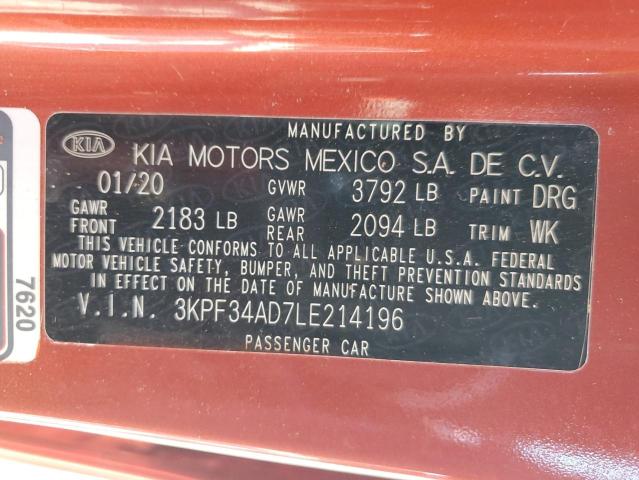 MANUFACTURED BY
KIA KIA MOTORS MEXICO S.A. DE C.V.
01/20 GVWR 3792 LB PAINT DRG
GAWR FRONT 2183 LB GAWR REAR 2094 LB TRIM WK
THIS VEHICLE CONFORMS TO ALL APPLICABLE U.S.A. FEDERAL
MOTOR VEHICLE SAFETY, BUMPER, AND THEFT PREVENTION STANDARDS
IN EFFECT ON THE DATE OF MANUFACTURE SHOWN ABOVE.
V.I.N. 3KPF34AD7LE214196
PASSENGER CAR
7620